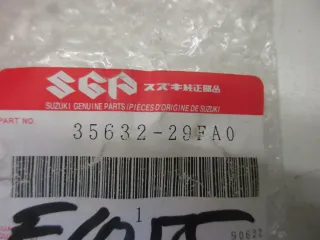 SGP スズキ純正部品
SUZUKI GENUINE PARTS (PIÈCES D'ORIGINE DE SUZUKI)
PART NO.
35632-29FA0
1